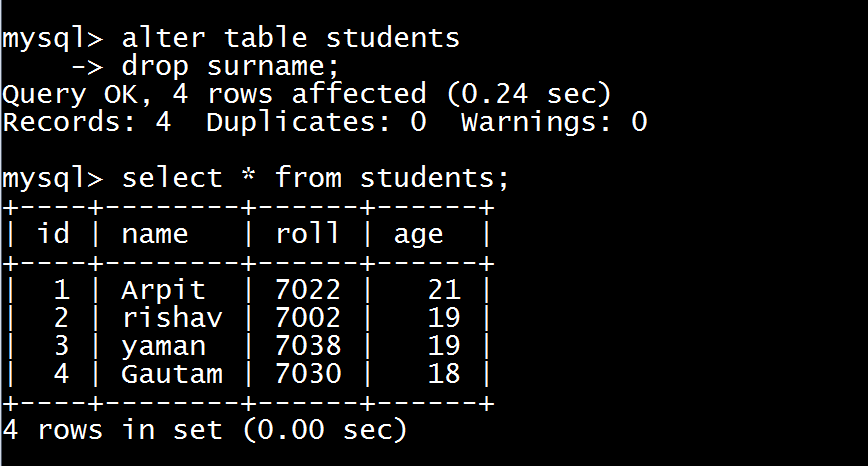 mysql> alter table students
    -> drop surname;
Query OK, 4 rows affected (0.24 sec)
Records: 4  Duplicates: 0  Warnings: 0
mysql> select * from students;
+----+--------+------+------+
| id | name   | roll | age  |
+----+--------+------+------+
|  1 | Arpit  | 7022 |   21 |
|  2 | rishav | 7002 |   19 |
|  3 | yaman  | 7038 |   19 |
|  4 | Gautam | 7030 |   18 |
+----+--------+------+------+
4 rows in set (0.00 sec)